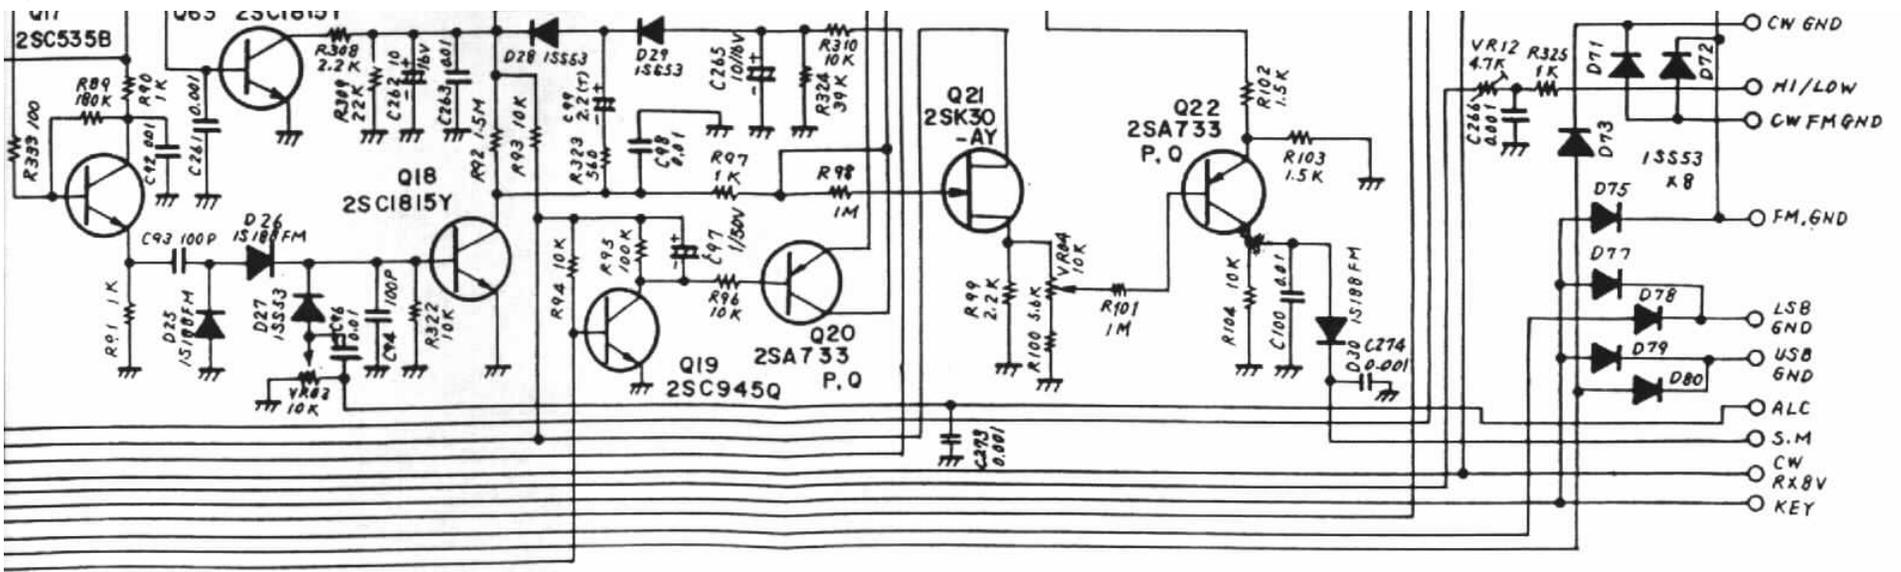 Q17
2SC535B
Q63 2SC1815Y
R89
180K
R90
1K
R333 100
C92 .001
C261 0.001
R308
2.2K
R309
22K
C262 10
16V
C263 0.01
D28 1SS53
D29
1SS53
C99
2.2(T)
R92 1.5M
R93 10K
R323
560
C98
0.01
C265
10/16V
R310
10K
R324
39K
R97
1K
R98
1M
Q18
2SC1815Y
C93 100P
D26
1S188FM
D25
1S188FM
D27
1SS53
C96
0.01
C94
100P
R322
10K
R91 1K
VR03
10K
R94 10K
R95
100K
C97
1/50V
R96
10K
Q19
2SC945Q
Q20
2SA733
P,Q
Q21
2SK30
-AY
R99
2.2K
R100 5.6K
VR04
10K
R101
1M
Q22
2SA733
P,Q
R102
1.5K
R103
1.5K
R104 10K
C100 0.01
D30 1S188FM
C274
0.001
C273
0.001
VR12
4.7K
R325
1K
C266
0.001
D71
D72
D73
1SS53
x8
D75
D77
D78
D79
D80
CW GND
HI/LOW
CW FM GND
FM.GND
LSB
GND
USB
GND
ALC
S.M
CW
RX8V
KEY